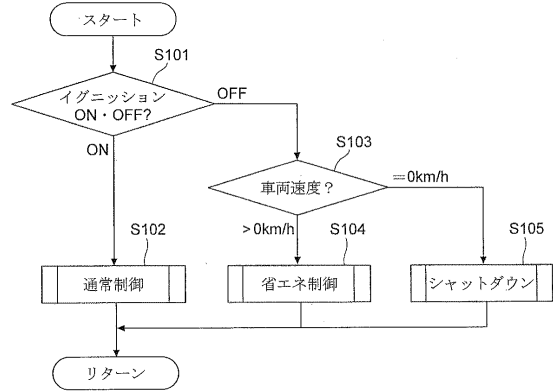 スタート
S101
イグニッション
ON・OFF?
OFF
ON
S103
車両速度？
＝0km/h
>0km/h
S102
S104
S105
通常制御
省エネ制御
シャットダウン
リターン